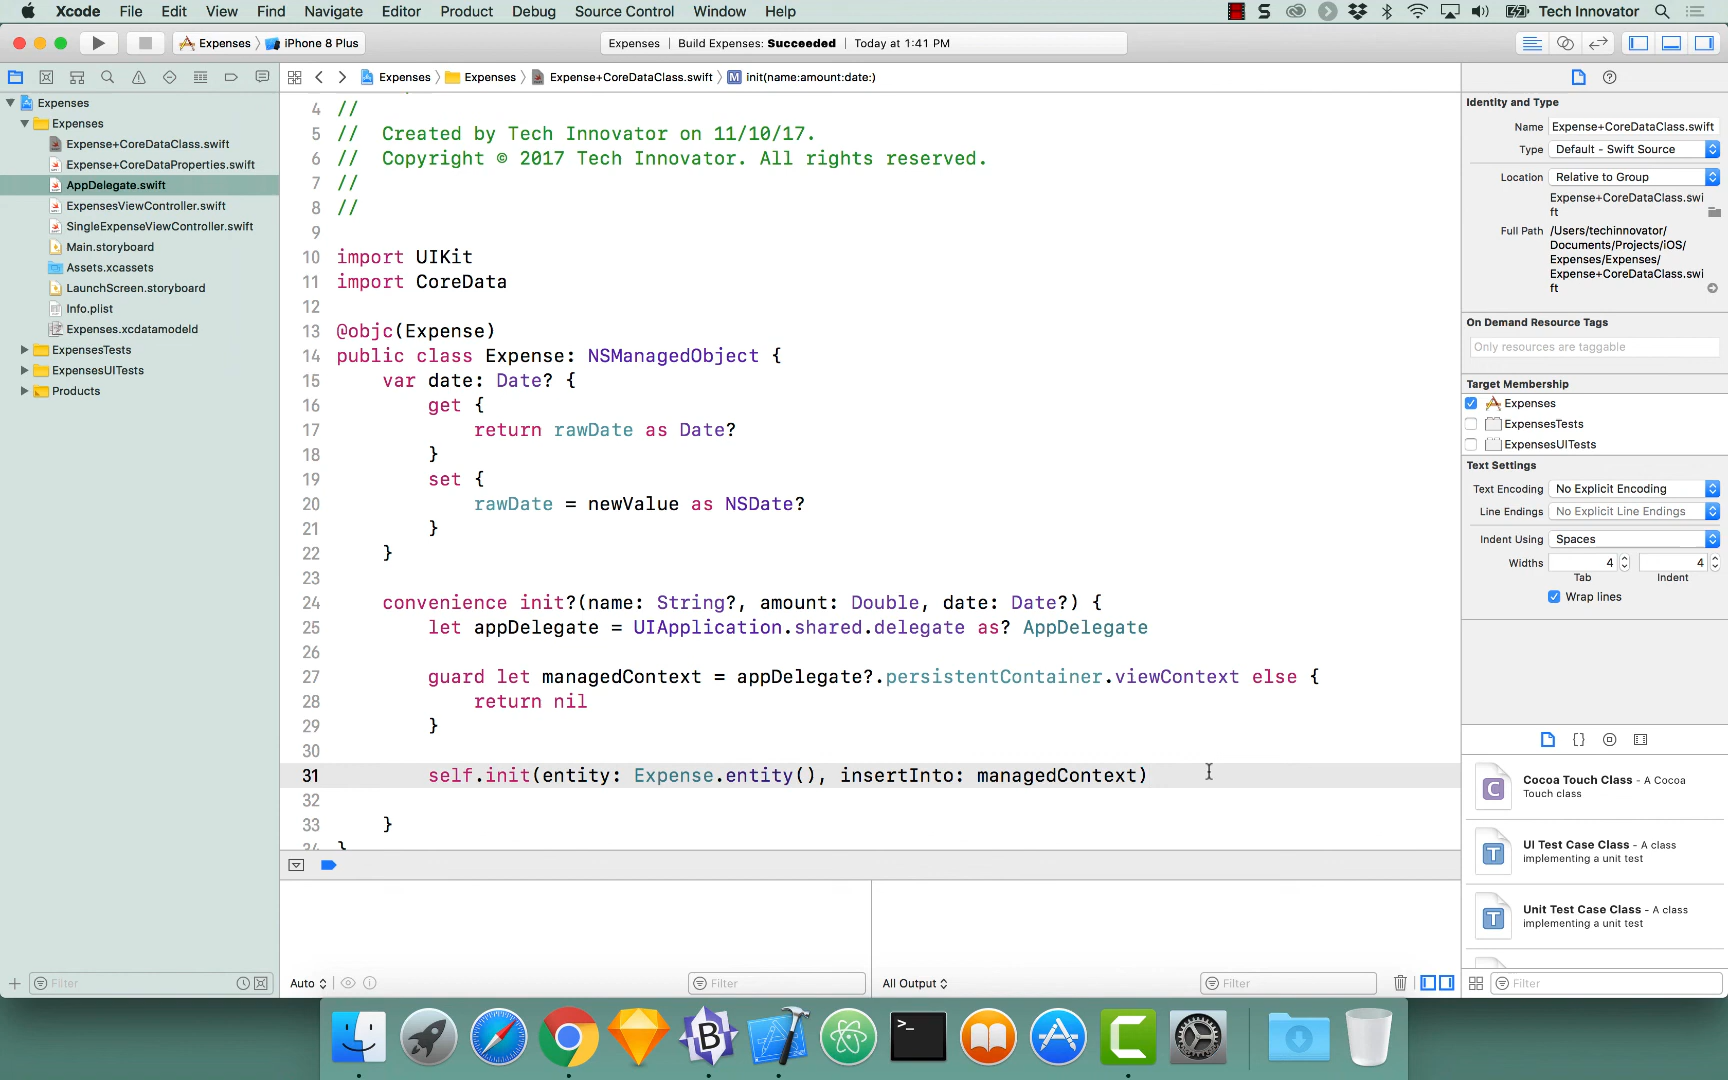 Xcode File Edit View Find Navigate Editor Product Debug Source Control Window Help Tech Innovator
Expenses iPhone 8 Plus
Expenses | Build Expenses: Succeeded | Today at 1:41 PM
Expenses Expenses Expense+CoreDataClass.swift M init(name:amount:date:)
Expenses
Expenses
Expense+CoreDataClass.swift
Expense+CoreDataProperties.swift
AppDelegate.swift
ExpensesViewController.swift
SingleExpenseViewController.swift
Main.storyboard
Assets.xcassets
LaunchScreen.storyboard
Info.plist
Expenses.xcdatamodeld
ExpensesTests
ExpensesUITests
Products
Filter
4 //
5 // Created by Tech Innovator on 11/10/17.
6 // Copyright © 2017 Tech Innovator. All rights reserved.
7 //
8 //
9
10 import UIKit
11 import CoreData
12
13 @objc(Expense)
14 public class Expense: NSManagedObject {
15 var date: Date? {
16 get {
17 return rawDate as Date?
18 }
19 set {
20 rawDate = newValue as NSDate?
21 }
22 }
23
24 convenience init?(name: String?, amount: Double, date: Date?) {
25 let appDelegate = UIApplication.shared.delegate as? AppDelegate
26
27 guard let managedContext = appDelegate?.persistentContainer.viewContext else {
28 return nil
29 }
30
31 self.init(entity: Expense.entity(), insertInto: managedContext)
32
33 }
34 }
Auto
Filter
All Output
Filter
Identity and Type
Name Expense+CoreDataClass.swift
Type Default - Swift Source
Location Relative to Group
Expense+CoreDataClass.swi
ft
Full Path /Users/techinnovator/
Documents/Projects/iOS/
Expenses/Expenses/
Expense+CoreDataClass.swi
ft
On Demand Resource Tags
Only resources are taggable
Target Membership
Expenses
ExpensesTests
ExpensesUITests
Text Settings
Text Encoding No Explicit Encoding
Line Endings No Explicit Line Endings
Indent Using Spaces
Widths 4 4
Tab Indent
Wrap lines
{}
C Cocoa Touch Class - A Cocoa
Touch class
T UI Test Case Class - A class
implementing a unit test
T Unit Test Case Class - A class
implementing a unit test
Filter